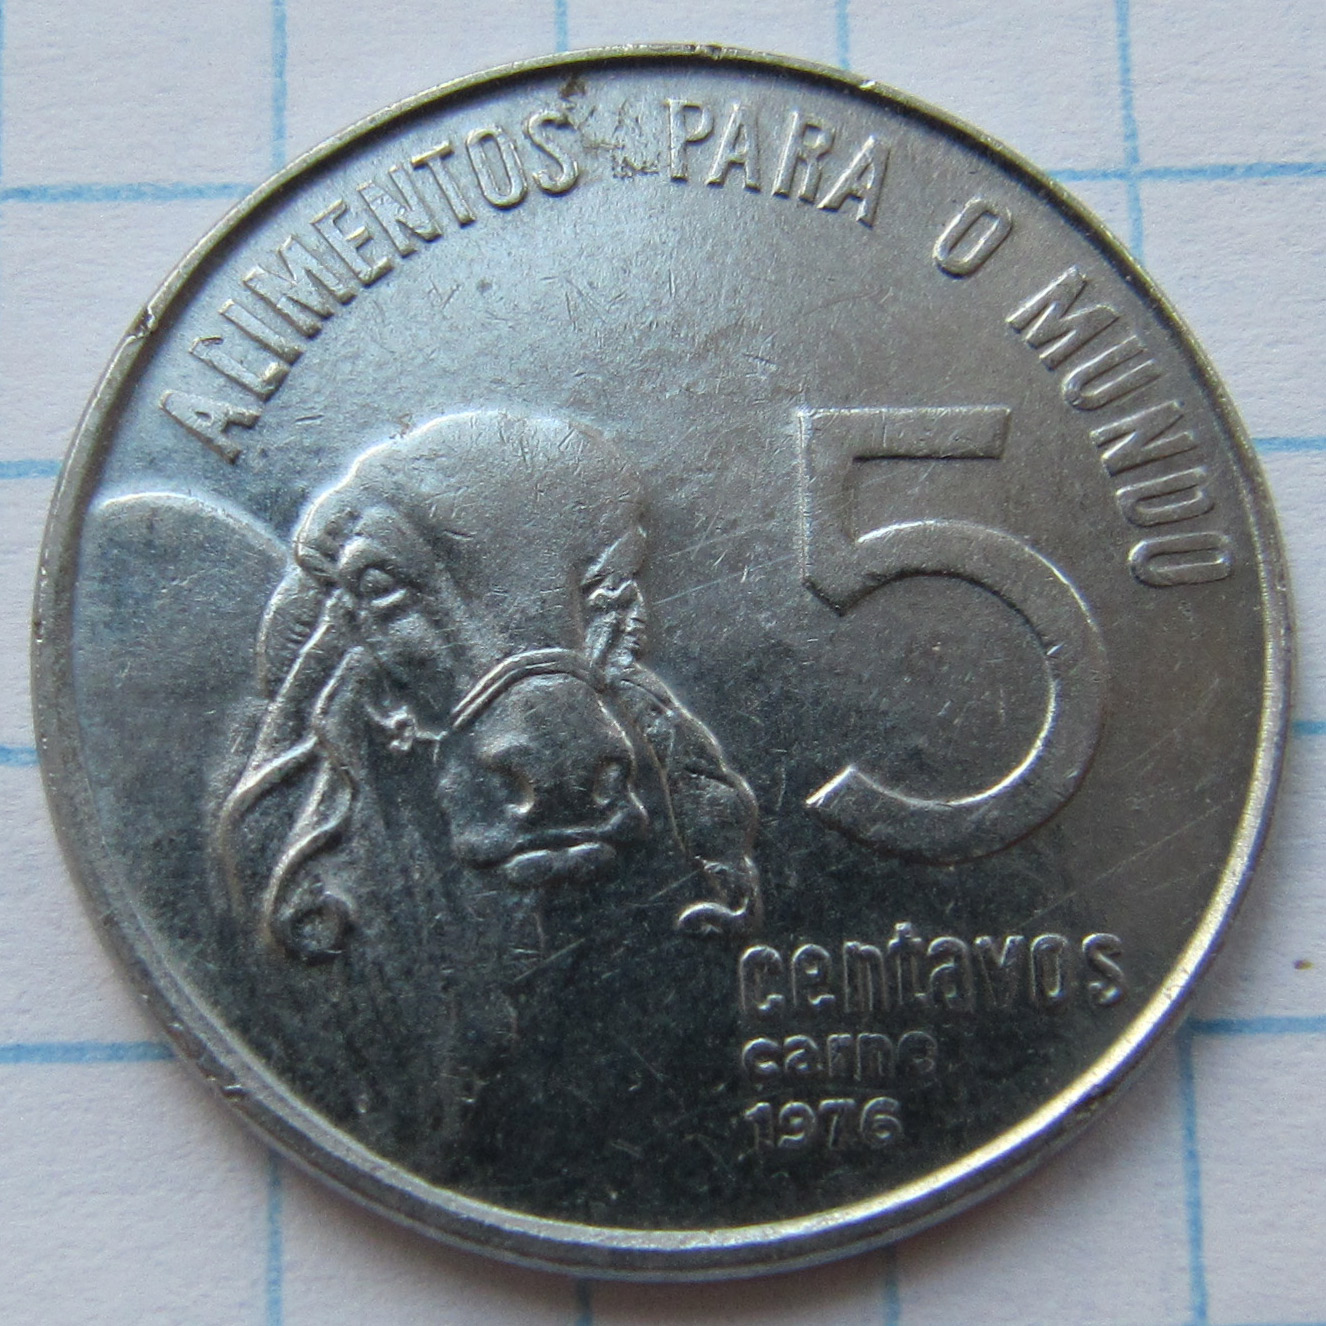 ALIMENTOS PARA O MUNDO
5
centavos
carne
1976